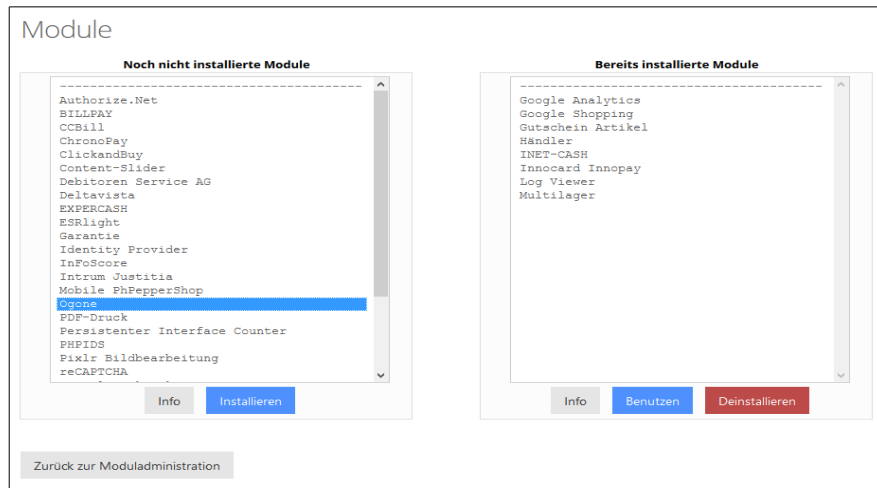 Module
Noch nicht installierte Module
----------------------------------------
Authorize.Net
BILLPAY
CCBill
ChronoPay
ClickandBuy
Content-Slider
Debitoren Service AG
Deltavista
EXPERCASH
ESRlight
Garantie
Identity Provider
InFoScore
Intrum Justitia
Mobile PhPepperShop
Ogone
PDF-Druck
Persistenter Interface Counter
PHPIDS
Pixlr Bildbearbeitung
reCAPTCHA
Info Installieren
Bereits installierte Module
----------------------------------------
Google Analytics
Google Shopping
Gutschein Artikel
Händler
INET-CASH
Innocard Innopay
Log Viewer
Multilager
Info Benutzen Deinstallieren
Zurück zur Moduladministration